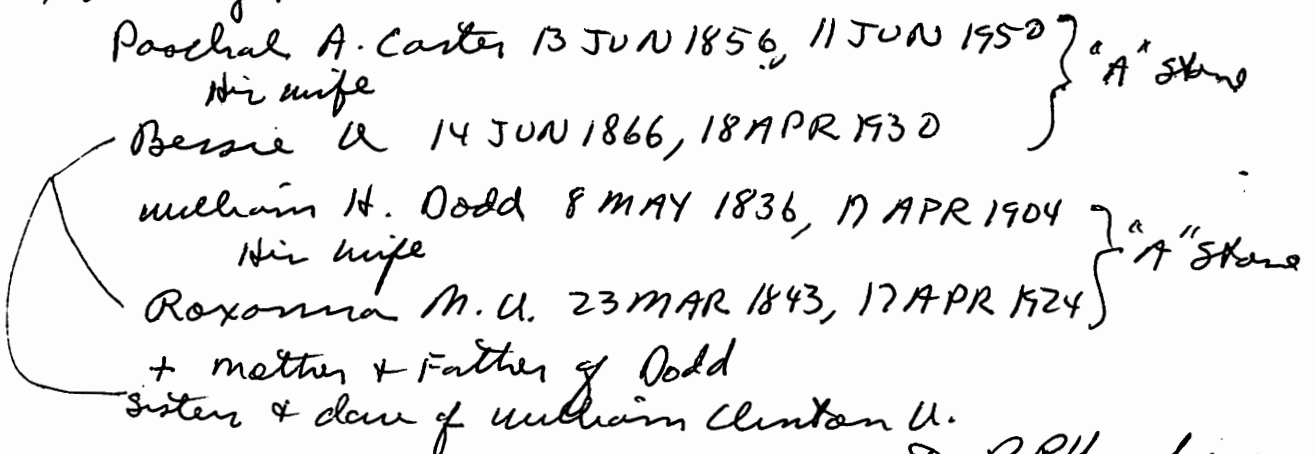 Paschal A. Carter 13 JUN 1856, 11 JUN 1950 } "A" Stone
His wife
Bessie U 14 JUN 1866, 18 APR 1930
William H. Dodd 8 MAY 1836, 17 APR 1904 } "A" Stone
His wife
Roxanna M. U. 23 MAR 1843, 17 APR 1924
+ mother & Father of Dodd
Sisters & dau of William Clinton U.